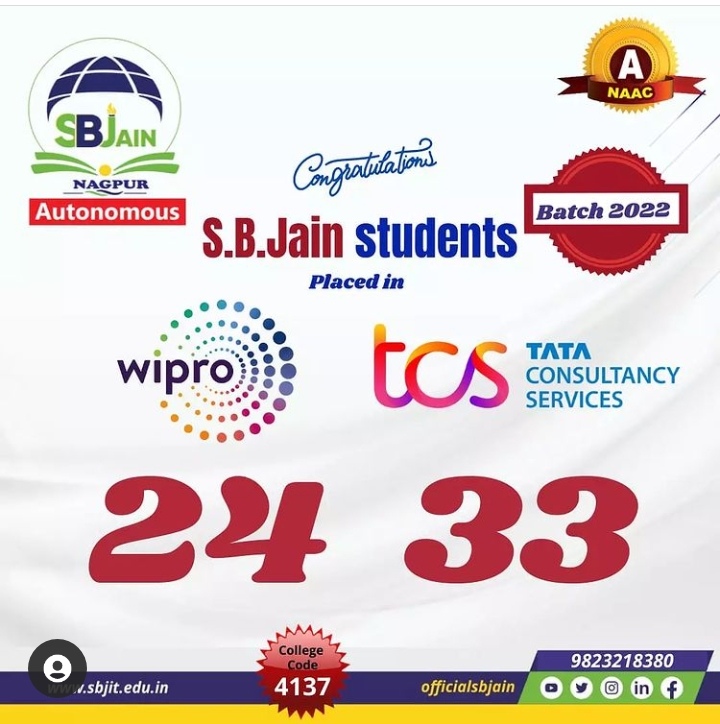 SBJAIN
NAGPUR
Autonomous
A
NAAC
Congratulations
Batch 2022
S.B.Jain students
Placed in
wipro
tcs TATA
CONSULTANCY
SERVICES
24 33
College
Code
4137
www.sbjit.edu.in
officialsbjain
9823218380